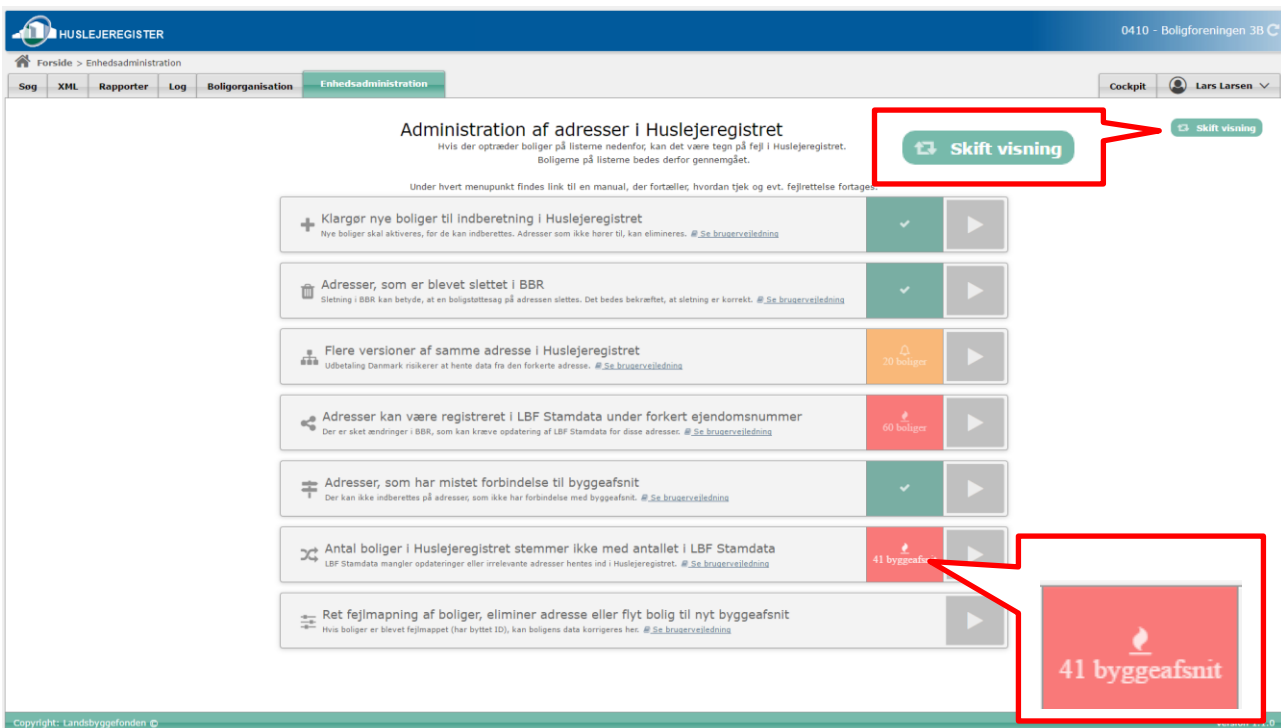 HUSLEJEREGISTER
0410 - Boligforeningen 3B
Forside > Enhedsadministration
Søg XML Rapporter Log Boligorganisation Enhedsadministration Cockpit Lars Larsen
Administration af adresser i Huslejeregistret
Hvis der optræder boliger på listerne nedenfor, kan det være tegn på fejl i Huslejeregistret.
Boligerne på listerne bedes derfor gennemgået.
Under hvert menupunkt findes link til en manual, der fortæller, hvordan tjek og evt. fejlrettelse fortages.
Skift visning
Skift visning
Klargør nye boliger til indberetning i Huslejeregistret
Nye boliger skal aktiveres, før de kan indberettes. Adresser som ikke hører til, kan elimineres. Se brugervejledning
Adresser, som er blevet slettet i BBR
Sletning i BBR kan betyde, at en boligstøttesag på adressen slettes. Det bedes bekræftet, at sletning er korrekt. Se brugervejledning
Flere versioner af samme adresse i Huslejeregistret
Udbetaling Danmark risikerer at hente data fra den forkerte adresse. Se brugervejledning
20 boliger
Adresser kan være registreret i LBF Stamdata under forkert ejendomsnummer
Der er sket ændringer i BBR, som kan kræve opdatering af LBF Stamdata for disse adresser. Se brugervejledning
60 boliger
Adresser, som har mistet forbindelse til byggeafsnit
Der kan ikke indberettes på adresser, som ikke har forbindelse med byggeafsnit. Se brugervejledning
Antal boliger i Huslejeregistret stemmer ikke med antallet i LBF Stamdata
LBF Stamdata mangler opdateringer eller irrelevante adresser hentes ind i Huslejeregistret. Se brugervejledning
41 byggeafsnit
Ret fejlmapning af boliger, eliminer adresse eller flyt bolig til nyt byggeafsnit
Hvis boliger er blevet fejlmappet (har byttet ID), kan boligens data korrigeres her. Se brugervejledning
41 byggeafsnit
Copyright: Landsbyggefonden ©